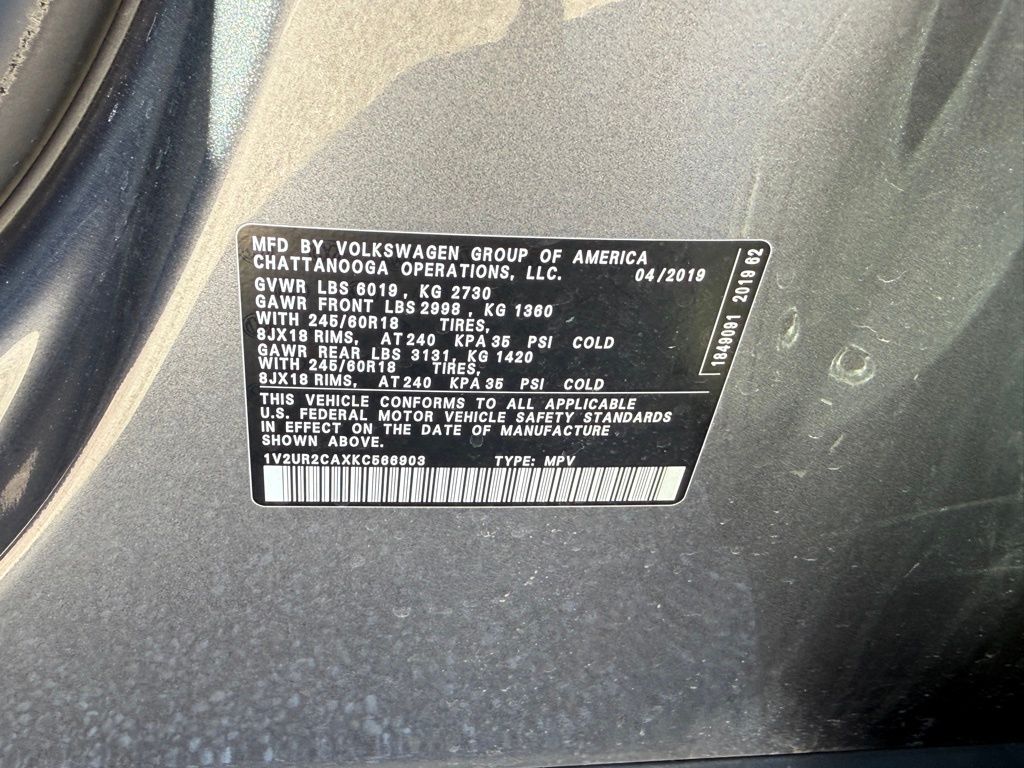 MFD BY VOLKSWAGEN GROUP OF AMERICA
CHATTANOOGA OPERATIONS, LLC. 04/2019
GVWR LBS 6019, KG 2730
GAWR FRONT LBS 2998, KG 1360
WITH 245/60R18 TIRES,
8JX18 RIMS, AT 240 KPA 35 PSI COLD
GAWR REAR LBS 3131, KG 1420
WITH 245/60R18 TIRES,
8JX18 RIMS, AT 240 KPA 35 PSI COLD
THIS VEHICLE CONFORMS TO ALL APPLICABLE
U.S. FEDERAL MOTOR VEHICLE SAFETY STANDARDS
IN EFFECT ON THE DATE OF MANUFACTURE
SHOWN ABOVE.
1V2UR2CAXKC566903 TYPE: MPV
1849091 2019 62